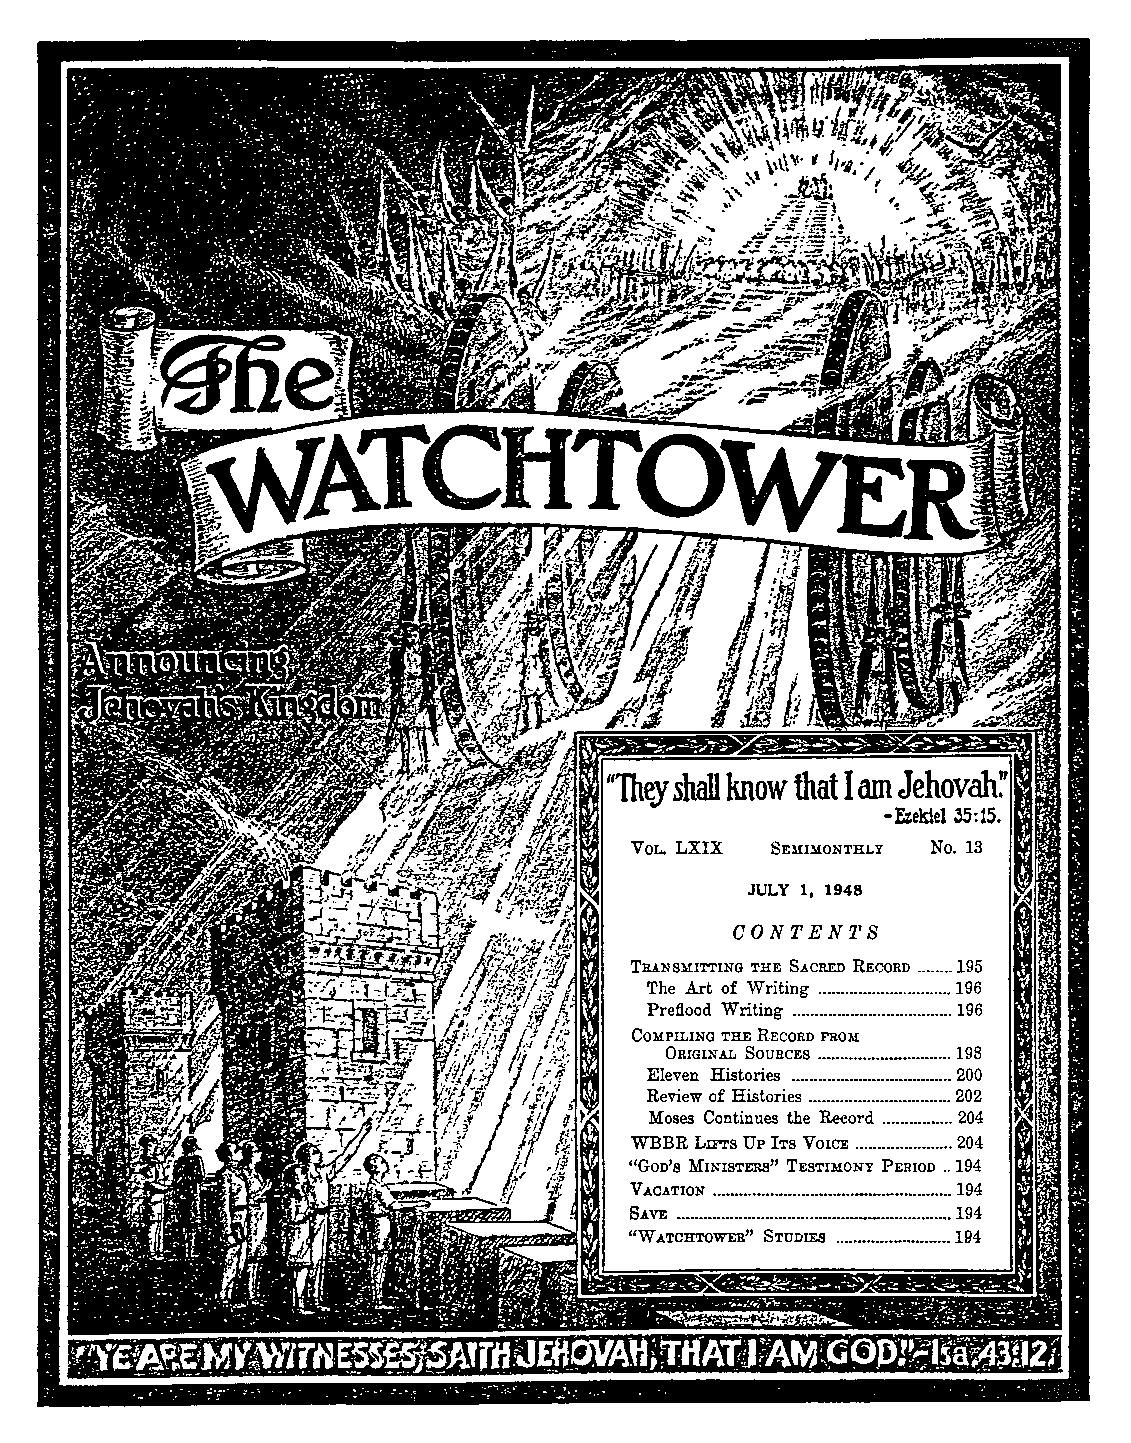 The
WATCHTOWER
Announcing
Jehovah's Kingdom
"They shall know that I am Jehovah."
-Ezekiel 35:15.
VOL. LXIX SEMIMONTHLY No. 13
JULY 1, 1948
CONTENTS
TRANSMITTING THE SACRED RECORD ....... 195
The Art of Writing ........................... 196
Preflood Writing ................................ 196
COMPILING THE RECORD FROM
ORIGINAL SOURCES ........................... 198
Eleven Histories ................................ 200
Review of Histories ............................. 202
Moses Continues the Record .............. 204
WBBR LIFTS UP ITS VOICE ................... 204
"GOD'S MINISTERS" TESTIMONY PERIOD .. 194
VACATION ................................................ 194
SAVE ....................................................... 194
"WATCHTOWER" STUDIES ....................... 194
"YE ARE MY WITNESSES, SAITH JEHOVAH, THAT I AM GOD."-Isa.43:12